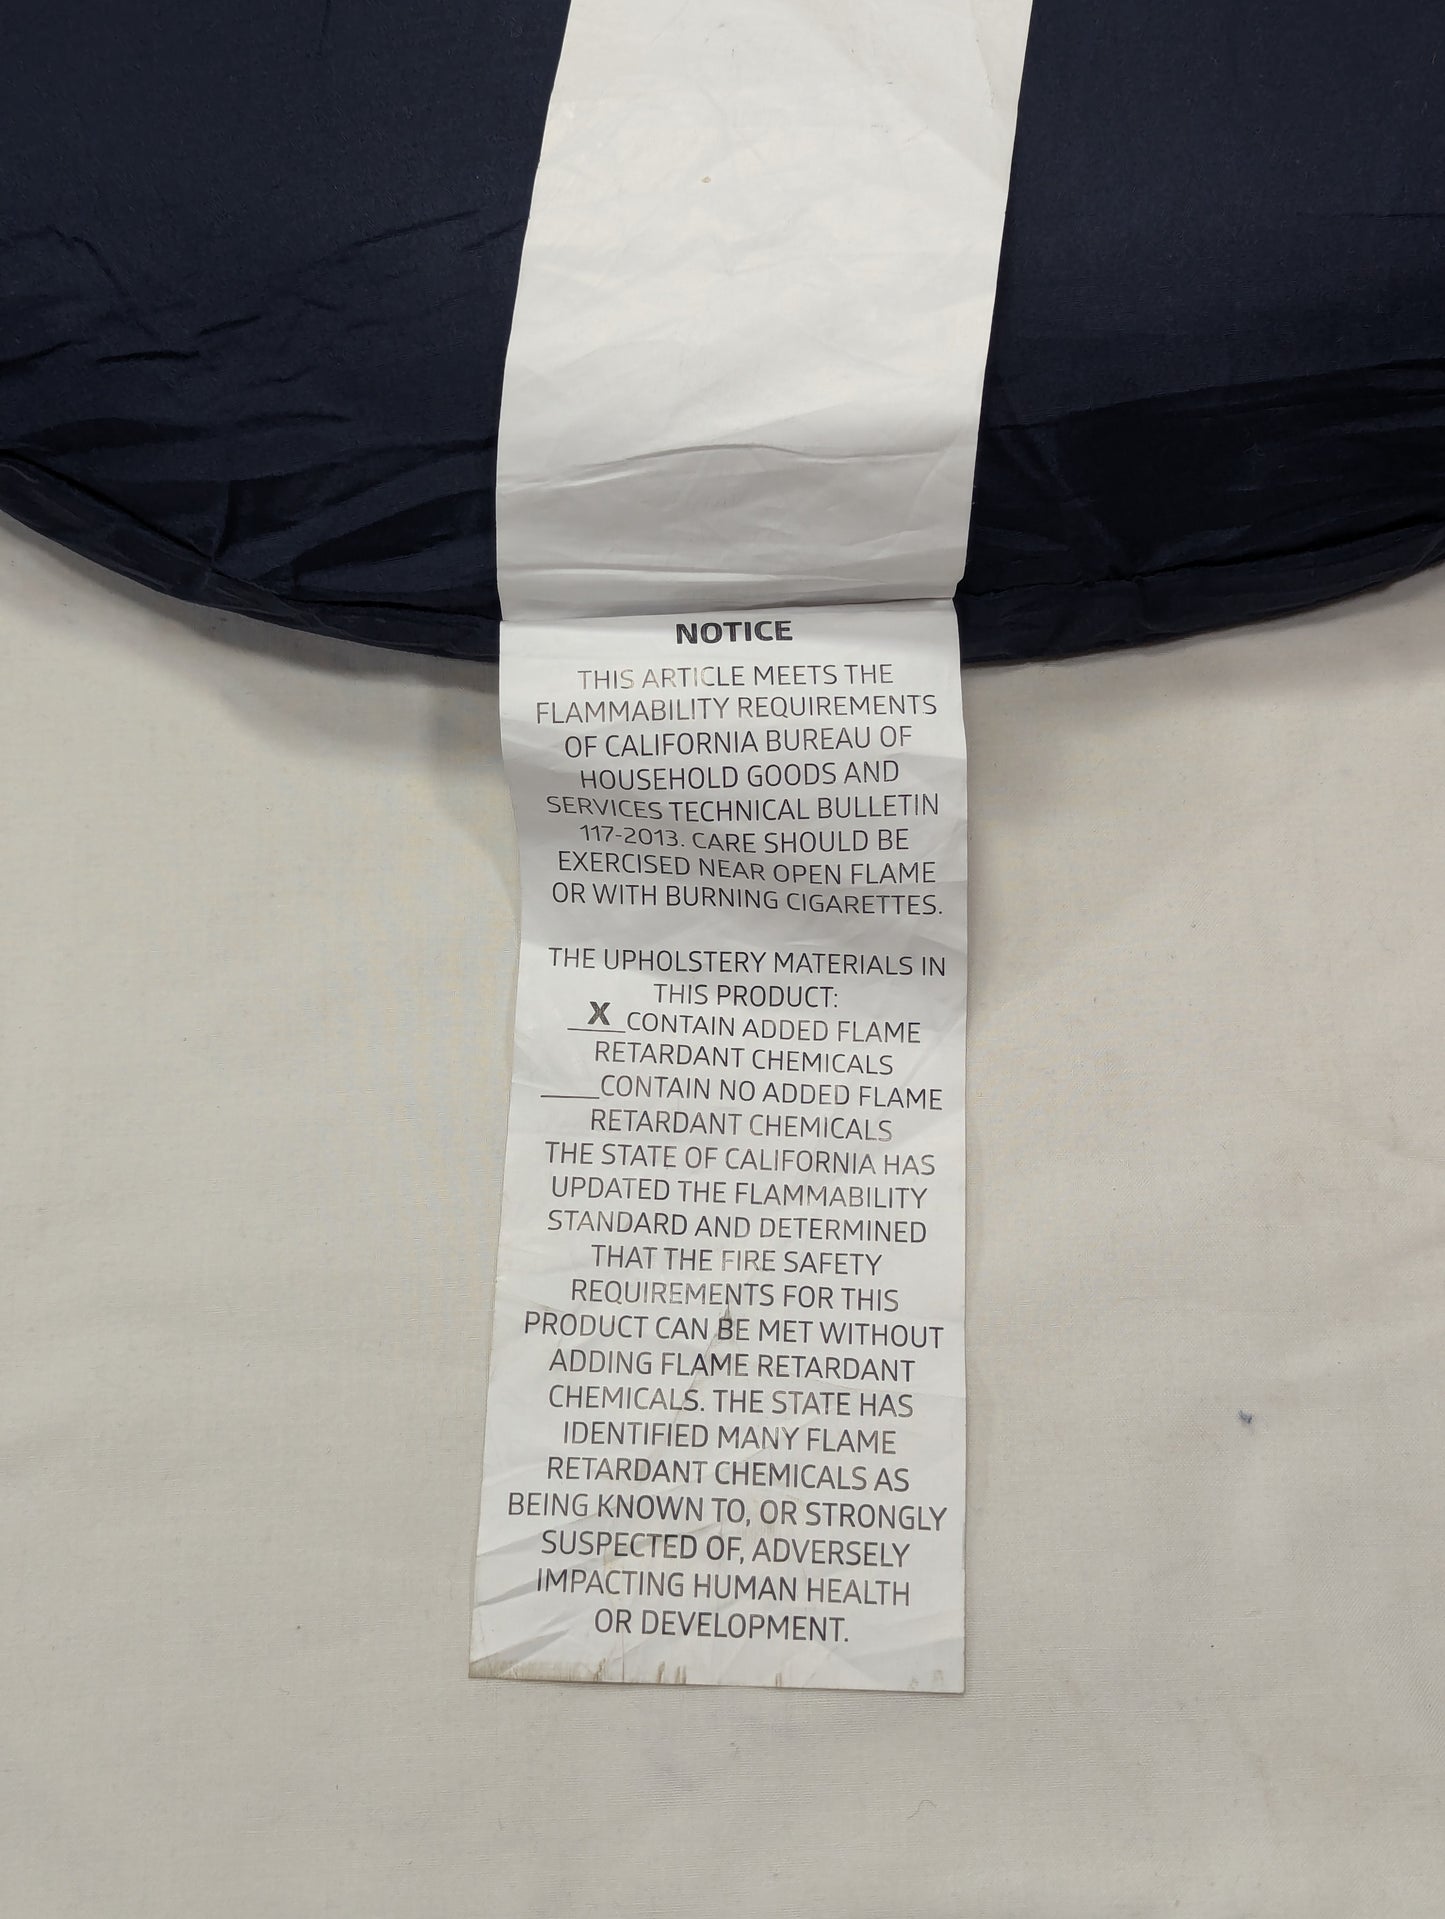 NOTICE
THIS ARTICLE MEETS THE
FLAMMABILITY REQUIREMENTS
OF CALIFORNIA BUREAU OF
HOUSEHOLD GOODS AND
SERVICES TECHNICAL BULLETIN
117-2013. CARE SHOULD BE
EXERCISED NEAR OPEN FLAME
OR WITH BURNING CIGARETTES.
THE UPHOLSTERY MATERIALS IN
THIS PRODUCT:
__X__CONTAIN ADDED FLAME
RETARDANT CHEMICALS
____CONTAIN NO ADDED FLAME
RETARDANT CHEMICALS
THE STATE OF CALIFORNIA HAS
UPDATED THE FLAMMABILITY
STANDARD AND DETERMINED
THAT THE FIRE SAFETY
REQUIREMENTS FOR THIS
PRODUCT CAN BE MET WITHOUT
ADDING FLAME RETARDANT
CHEMICALS. THE STATE HAS
IDENTIFIED MANY FLAME
RETARDANT CHEMICALS AS
BEING KNOWN TO, OR STRONGLY
SUSPECTED OF, ADVERSELY
IMPACTING HUMAN HEALTH
OR DEVELOPMENT.